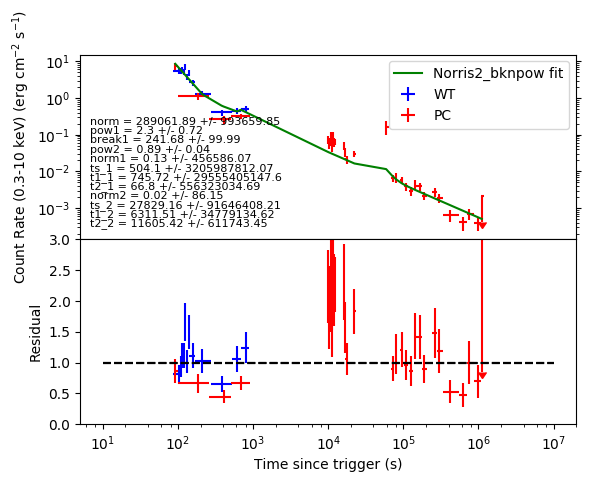 Norris2_bknpow fit
WT
PC
norm = 289061.89 +/- 993659.85
pow1 = 2.3 +/- 0.72
break1 = 241.68 +/- 99.99
pow2 = 0.89 +/- 0.04
norm1 = 0.13 +/- 456586.07
ts_1 = 504.1 +/- 3205987812.07
t1_1 = 745.72 +/- 29555405147.6
t2_1 = 66.8 +/- 556323034.69
norm2 = 0.02 +/- 86.15
ts_2 = 27829.16 +/- 91646408.21
t1_2 = 6311.51 +/- 34779134.62
t2_2 = 11605.42 +/- 611743.45
Count Rate (0.3-10 keV) (erg cm⁻² s⁻¹)
10¹
10⁰
10⁻¹
10⁻²
10⁻³
Residual
3.0
2.5
2.0
1.5
1.0
0.5
0.0
10¹ 10² 10³ 10⁴ 10⁵ 10⁶ 10⁷
Time since trigger (s)